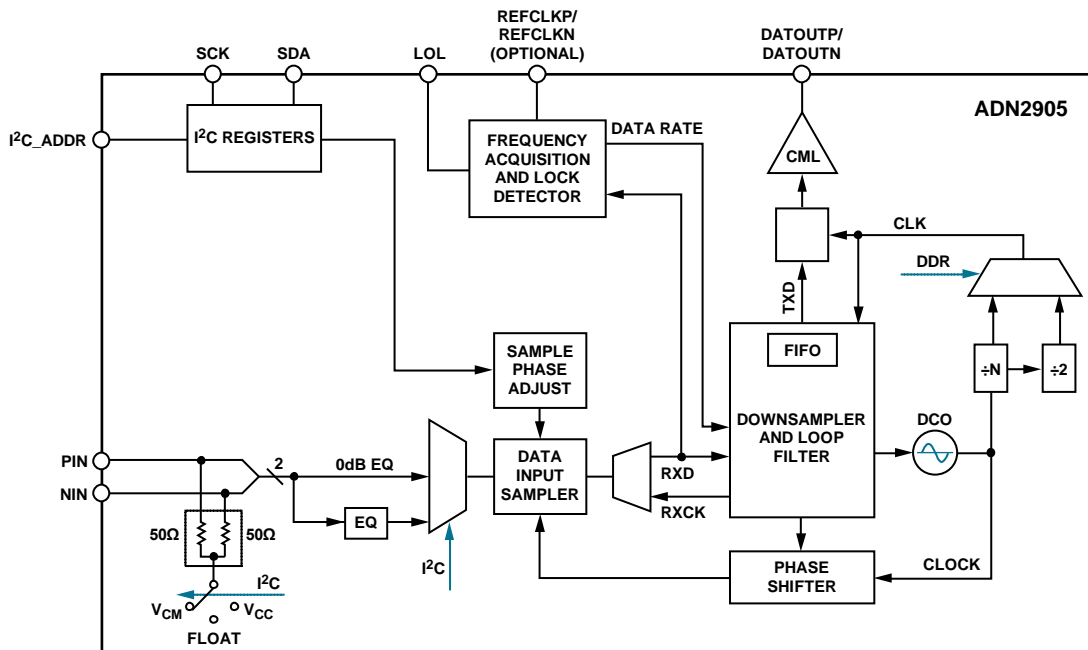 REFCLKP/
REFCLKN
(OPTIONAL)
SCK
SDA
LOL
DATOUTP/
DATOUTN
ADN2905
I²C_ADDR
I²C REGISTERS
FREQUENCY
ACQUISITION
AND LOCK
DETECTOR
DATA RATE
CML
CLK
DDR
TXD
FIFO
SAMPLE
PHASE
ADJUST
÷N
÷2
DOWNSAMPLER
AND LOOP
FILTER
DCO
PIN
NIN
2
0dB EQ
EQ
DATA
INPUT
SAMPLER
RXD
RXCK
50Ω
50Ω
I²C
I²C
PHASE
SHIFTER
CLOCK
VCM
VCC
FLOAT